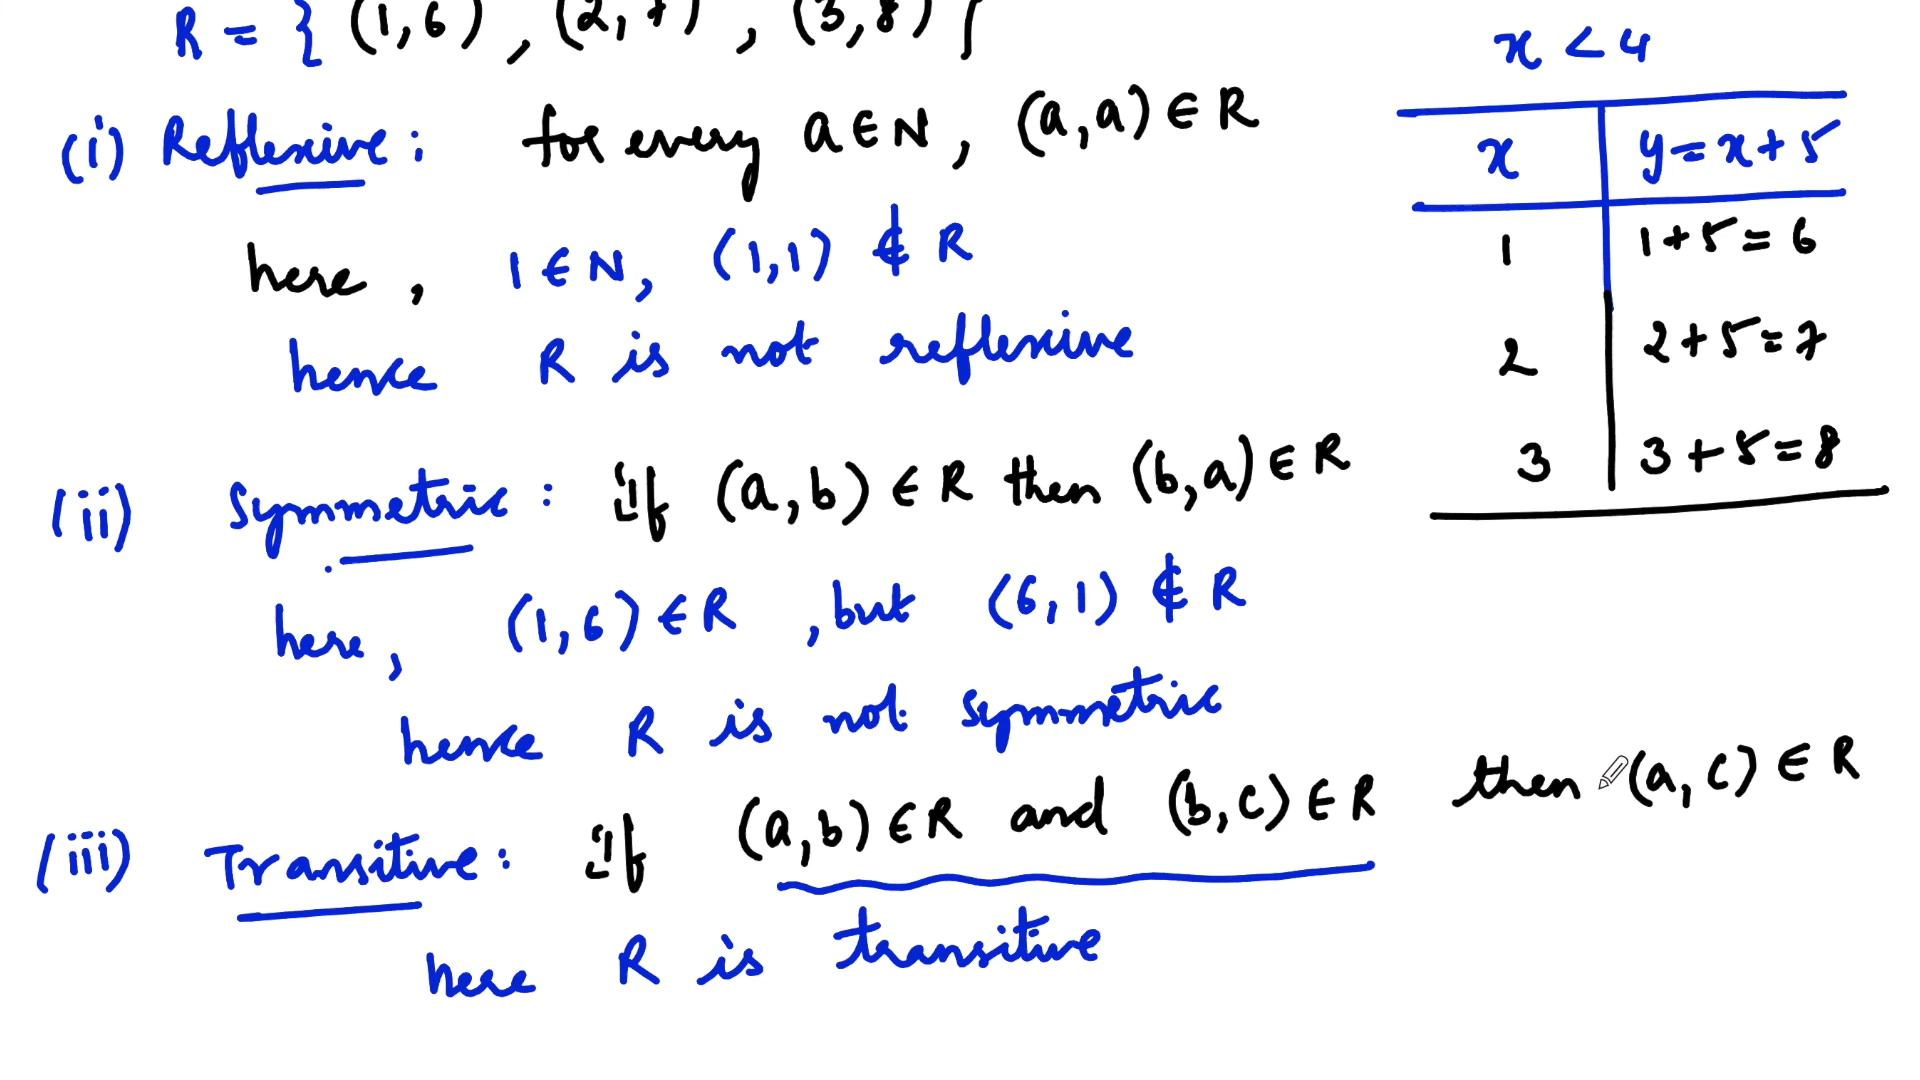 R = { (1,6) , (2,7) , (3,8) }
(i) Reflexive : for every a ∈ N , (a,a) ∈ R
here , 1 ∈ N, (1,1) ∉ R
hence R is not reflexive
(ii) Symmetric : if (a,b) ∈ R then (b,a) ∈ R
here, (1,6) ∈ R , but (6,1) ∉ R
hence R is not symmetric
(iii) Transitive : if (a,b) ∈ R and (b,c) ∈ R then (a,c) ∈ R
here R is transitive
x < 4
x y = x + 5
1 1 + 5 = 6
2 2 + 5 = 7
3 3 + 5 = 8